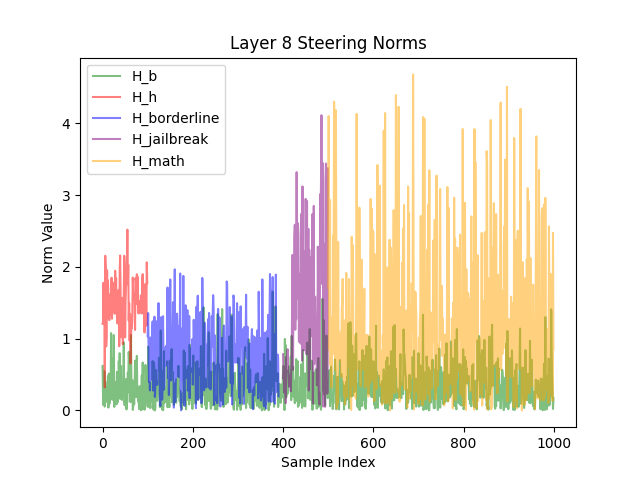 Layer 8 Steering Norms
H_b
H_h
H_borderline
H_jailbreak
H_math
Norm Value
4
3
2
1
0
0
200
400
600
800
1000
Sample Index